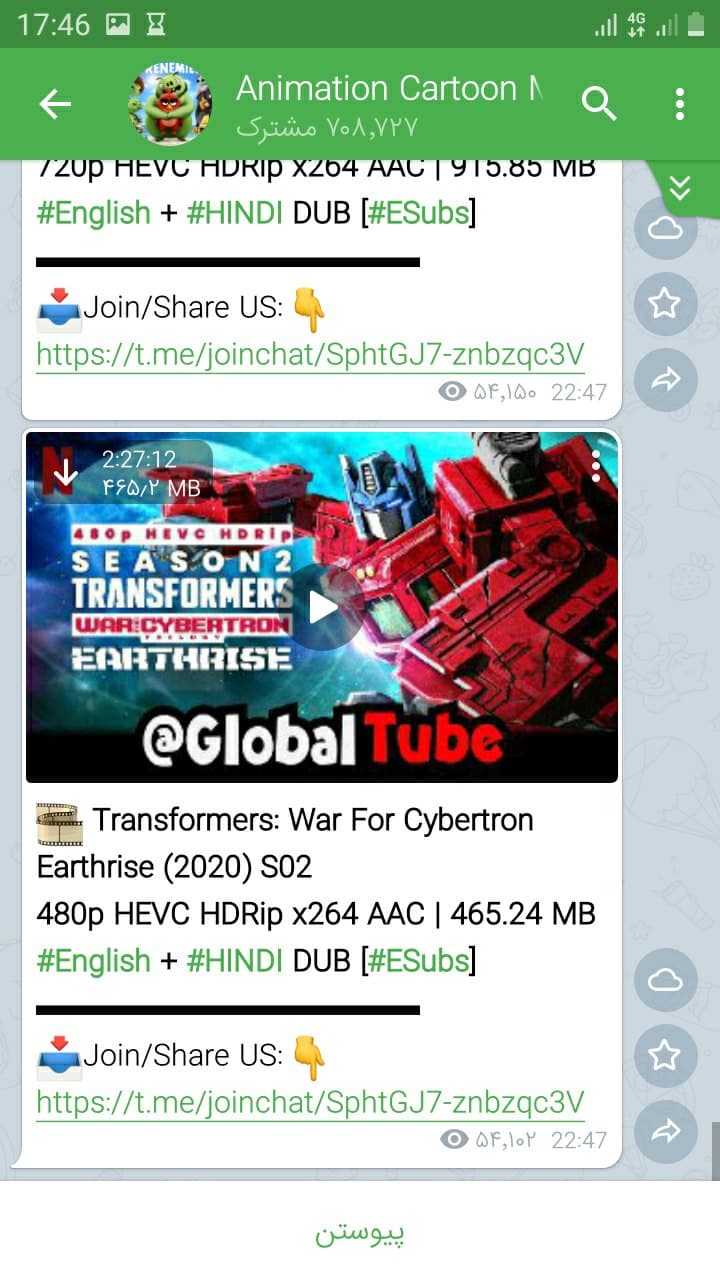 17:46
4G
RENEMIE
Animation Cartoon M
۷۰۸,۷۲۷ مشترک
720p HEVC HDRip x264 AAC | 915.85 MB
#English + #HINDI DUB [#ESubs]
📥Join/Share US: 👇
https://t.me/joinchat/SphtGJ7-znbzqc3V
۵۴,۱۵۰ 22:47
N
2:27:12
۴۶۵٫۲ MB
480p HEVC HDRip
SEASON 2
TRANSFORMERS
WAR FOR CYBERTRON
TRILOGY
EARTHRISE
@GlobalTube
🎞 Transformers: War For Cybertron
Earthrise (2020) S02
480p HEVC HDRip x264 AAC | 465.24 MB
#English + #HINDI DUB [#ESubs]
📥Join/Share US: 👇
https://t.me/joinchat/SphtGJ7-znbzqc3V
۵۴,۱۰۲ 22:47
پیوستن